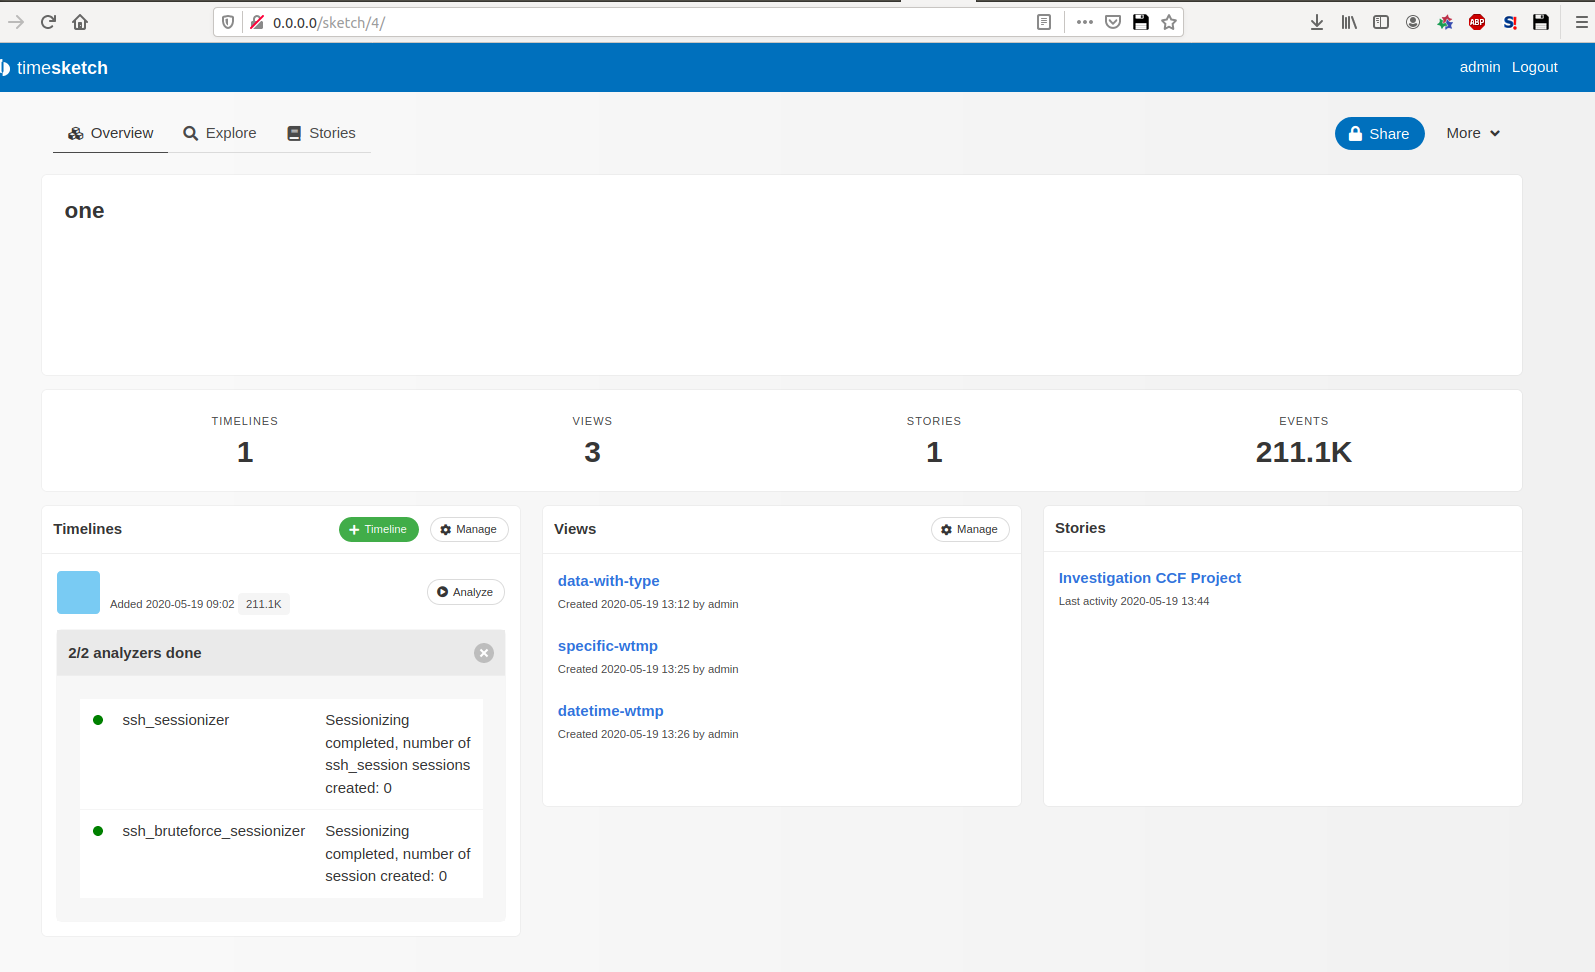 0.0.0.0/sketch/4/
ABP
S!
timesketch
admin Logout
Overview Explore Stories
Share More
one
TIMELINES VIEWS STORIES EVENTS
1 3 1 211.1K
Timelines
Timeline Manage
Added 2020-05-19 09:02 211.1K
Analyze
2/2 analyzers done
ssh_sessionizer
Sessionizing
completed, number of
ssh_session sessions
created: 0
ssh_bruteforce_sessionizer
Sessionizing
completed, number of
session created: 0
Views
Manage
data-with-type
Created 2020-05-19 13:12 by admin
specific-wtmp
Created 2020-05-19 13:25 by admin
datetime-wtmp
Created 2020-05-19 13:26 by admin
Stories
Investigation CCF Project
Last activity 2020-05-19 13:44